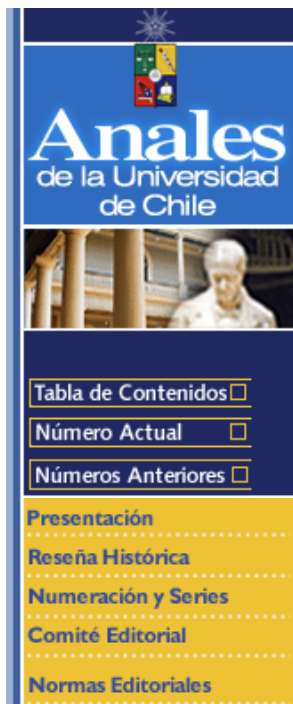 Anales
de la Universidad
de Chile
Tabla de Contenidos
Número Actual
Números Anteriores
Presentación
Reseña Histórica
Numeración y Series
Comité Editorial
Normas Editoriales